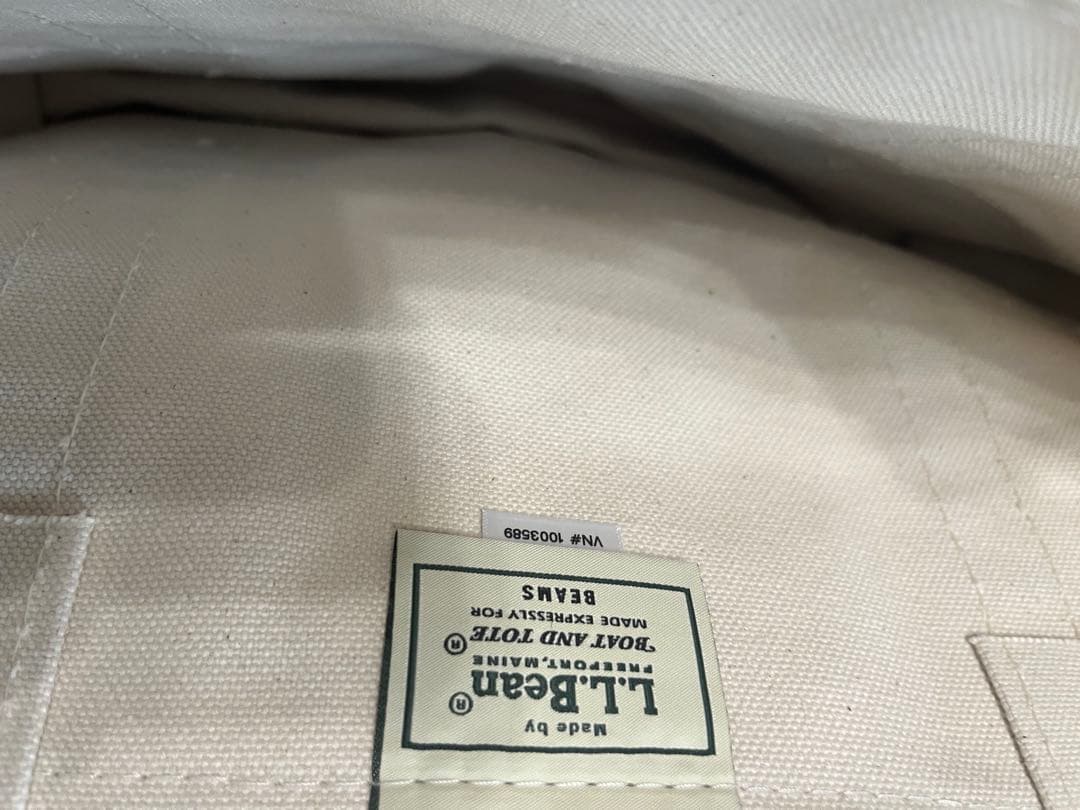 Made by
L.L.Bean®
FREEPORT, MAINE
"BOAT AND TOTE®
MADE EXPRESSLY FOR
BEAMS
VN# 1003589